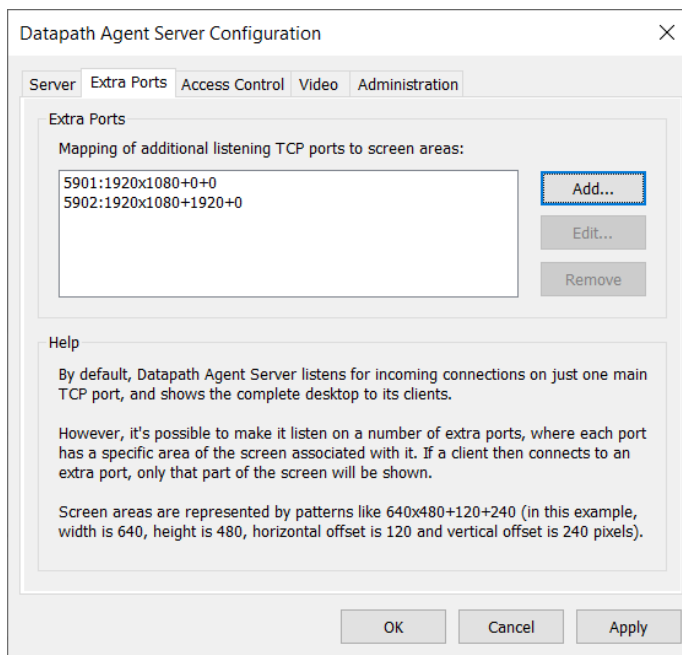 Datapath Agent Server Configuration
Server Extra Ports Access Control Video Administration
Extra Ports
Mapping of additional listening TCP ports to screen areas:
5901:1920x1080+0+0
5902:1920x1080+1920+0
Add...
Edit...
Remove
Help
By default, Datapath Agent Server listens for incoming connections on just one main
TCP port, and shows the complete desktop to its clients.
However, it's possible to make it listen on a number of extra ports, where each port
has a specific area of the screen associated with it. If a client then connects to an
extra port, only that part of the screen will be shown.
Screen areas are represented by patterns like 640x480+120+240 (in this example,
width is 640, height is 480, horizontal offset is 120 and vertical offset is 240 pixels).
OK Cancel Apply